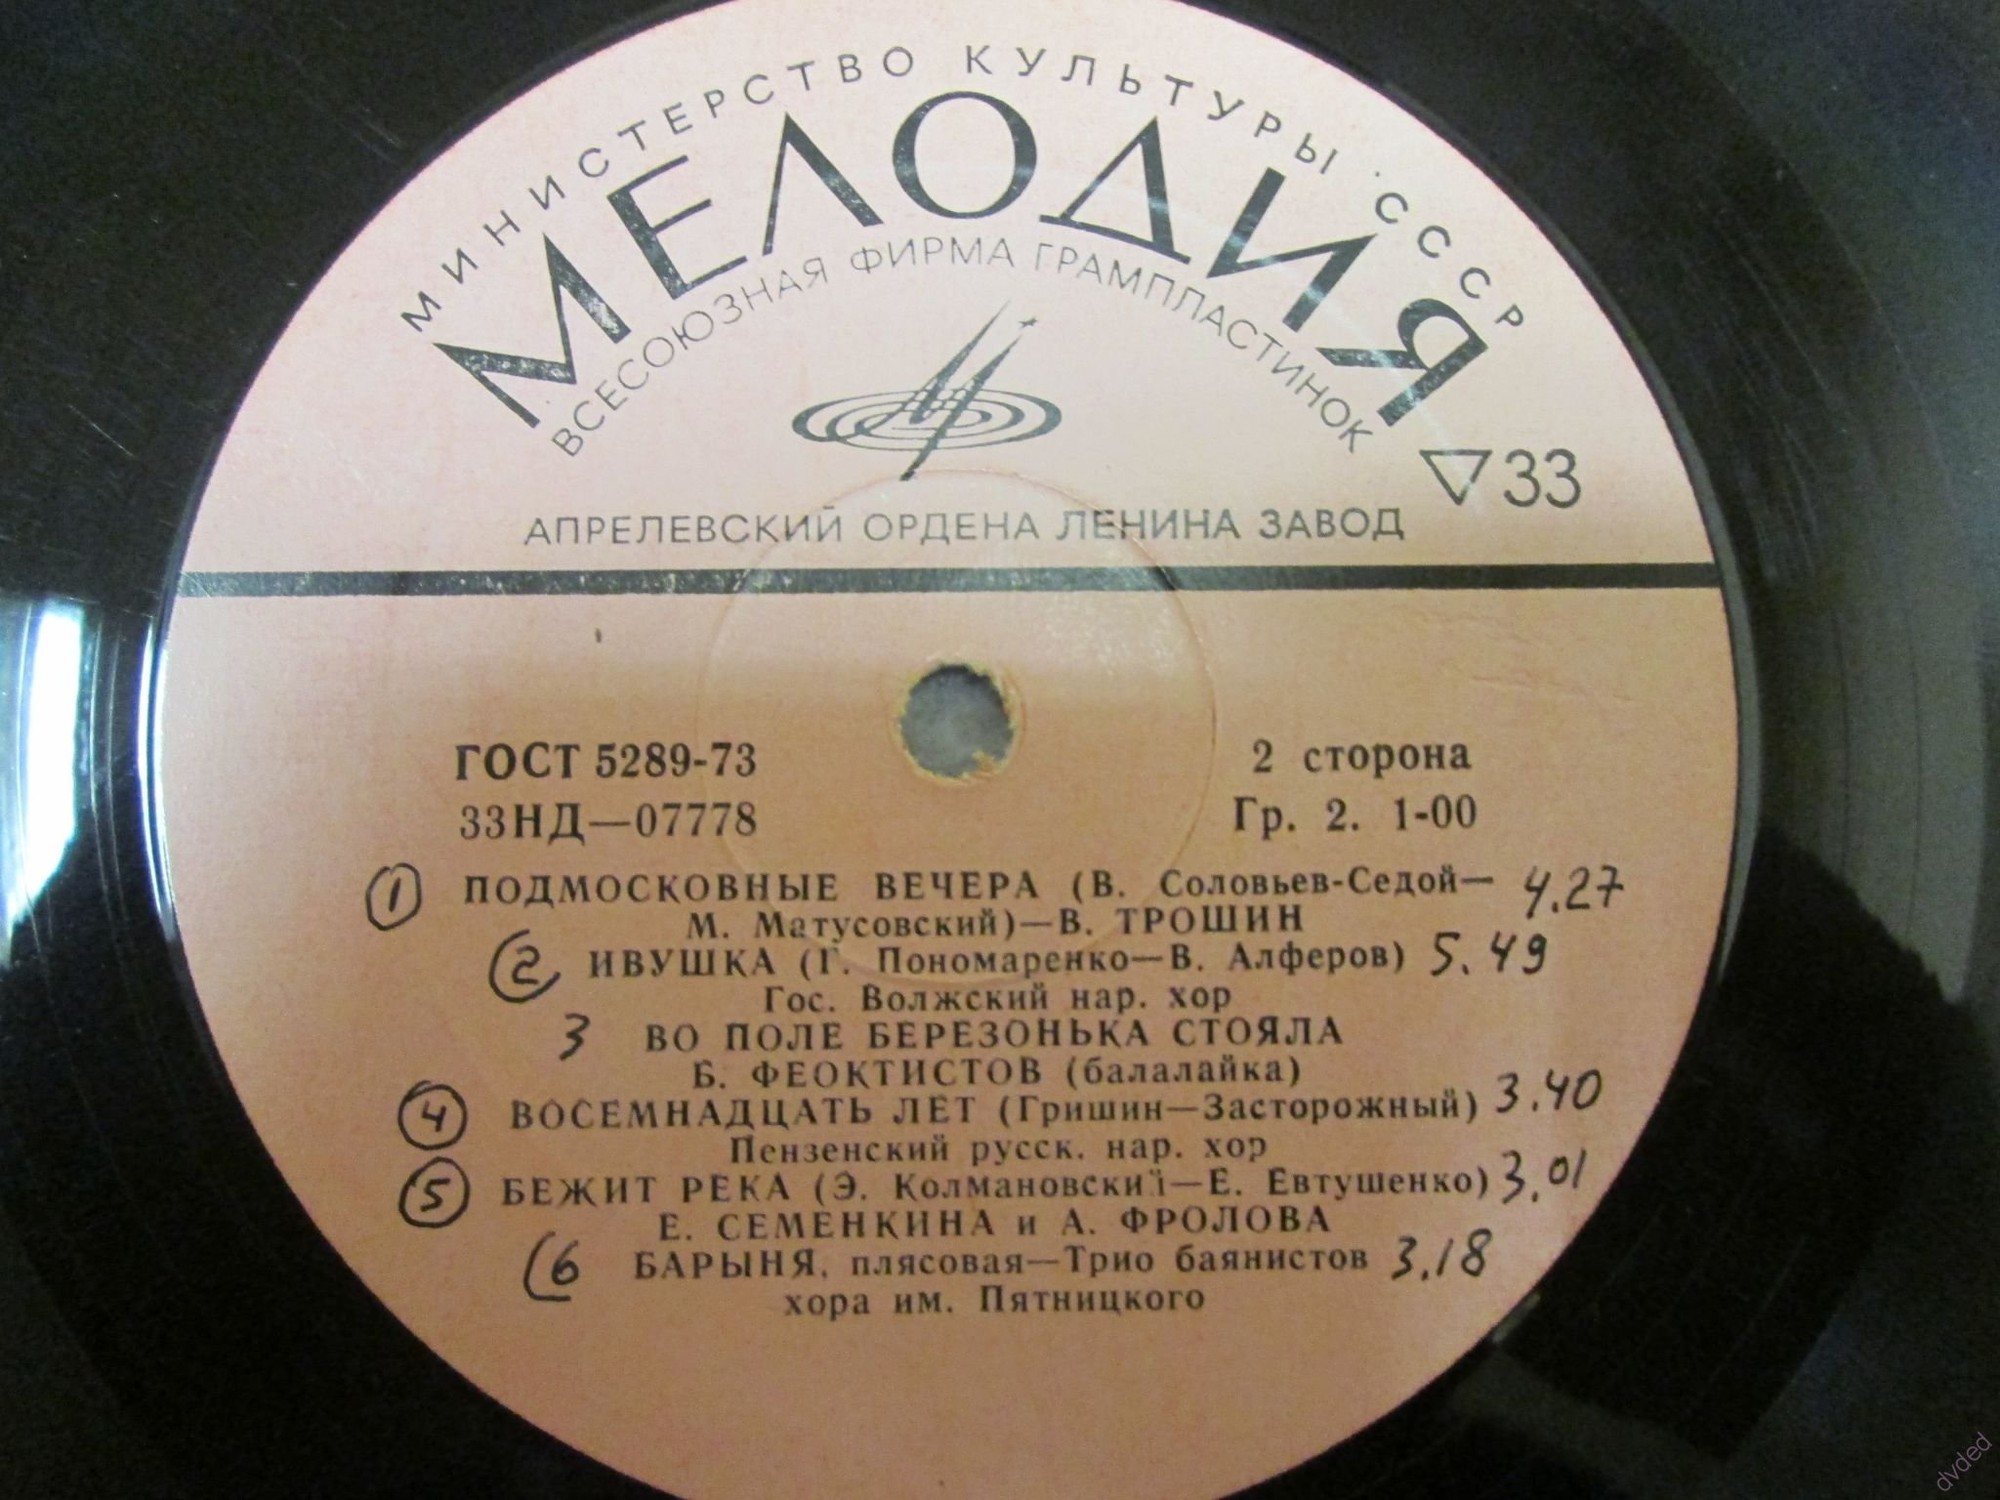 МИНИСТЕРСТВО КУЛЬТУРЫ СССР
МЕЛОДИЯ
ВСЕСОЮЗНАЯ ФИРМА ГРАМПЛАСТИНОК
▽33
АПРЕЛЕВСКИЙ ОРДЕНА ЛЕНИНА ЗАВОД
ГОСТ 5289-73 2 сторона
33НД—07778 Гр. 2. 1-00
1 ПОДМОСКОВНЫЕ ВЕЧЕРА (В. Соловьев-Седой— 4.27
М. Матусовский)—В. ТРОШИН
2 ИВУШКА (Г. Пономаренко—В. Алферов) 5.49
Гос. Волжский нар. хор
3 ВО ПОЛЕ БЕРЕЗОНЬКА СТОЯЛА
Б. ФЕОКТИСТОВ (балалайка)
4 ВОСЕМНАДЦАТЬ ЛЕТ (Гришин—Засторожный) 3.40
Пензенский русск. нар. хор
5 БЕЖИТ РЕКА (Э. Колмановский—Е. Евтушенко) 3.01
Е. СЕМЕНКИНА и А. ФРОЛОВА
6 БАРЫНЯ, плясовая—Трио баянистов 3.18
хора им. Пятницкого
dvded